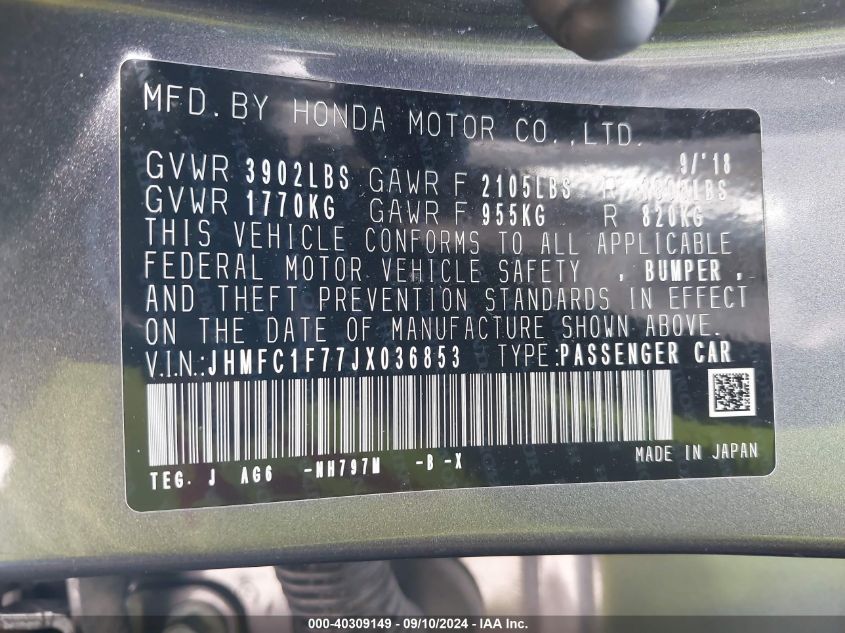 MFD. BY HONDA MOTOR CO.,LTD.
9/'18
GVWR 3902LBS GAWR F 2105LBS R LBS
GVWR 1770KG GAWR F 955KG R 820KG
THIS VEHICLE CONFORMS TO ALL APPLICABLE
FEDERAL MOTOR VEHICLE SAFETY , BUMPER ,
AND THEFT PREVENTION STANDARDS IN EFFECT
ON THE DATE OF MANUFACTURE SHOWN ABOVE.
V.I.N.:JHMFC1F77JX036853 TYPE:PASSENGER CAR
MADE IN JAPAN
TEG. J AG6 -NH797M -B -X
000-40309149 - 09/10/2024 - IAA Inc.